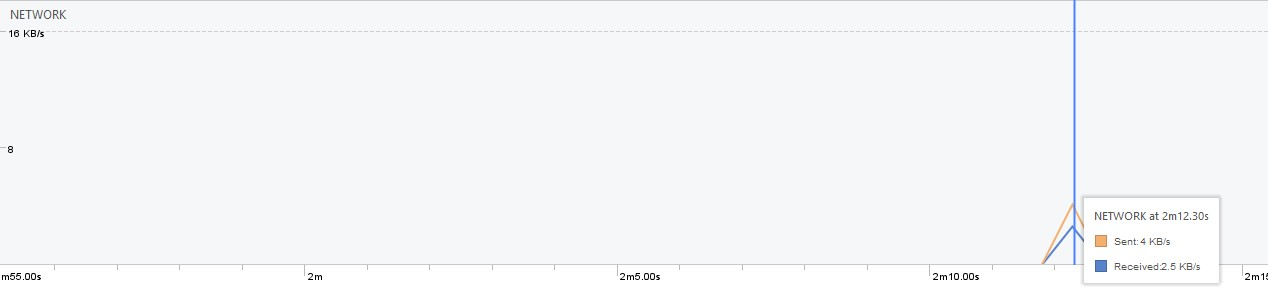 NETWORK
16 KB/s
8
NETWORK at 2m12.30s
Sent: 4 KB/s
Received:2.5 KB/s
m55.00s
2m
2m5.00s
2m10.00s
2m15